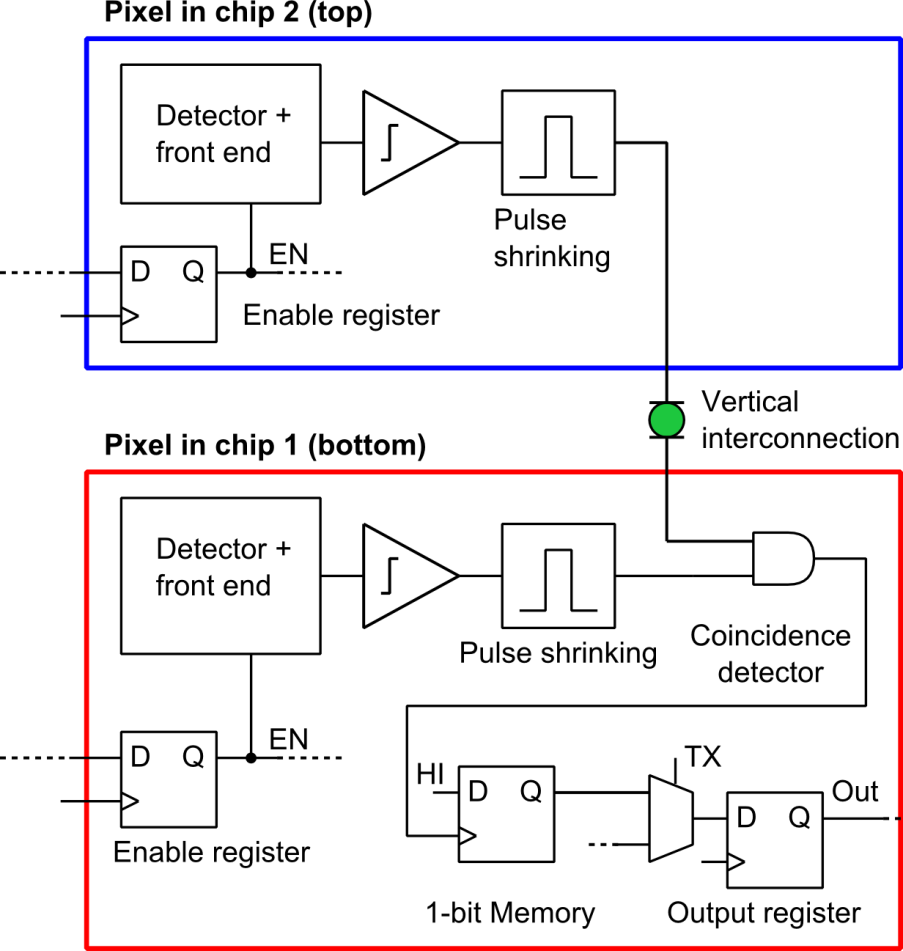 Pixel in chip 2 (top)
Detector +
front end
Pulse
shrinking
EN
D Q
Enable register
Vertical
interconnection
Pixel in chip 1 (bottom)
Detector +
front end
Pulse shrinking
Coincidence
detector
EN
D Q
Enable register
HI
D Q
TX
D Q
Out
1-bit Memory
Output register